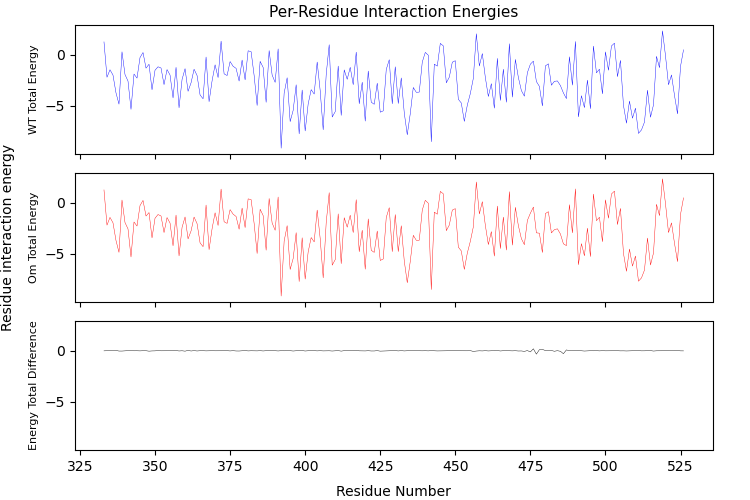 Per-Residue Interaction Energies
Residue interaction energy
WT Total Energy
0
−5
Om Total Energy
0
−5
Energy Total Difference
0
−5
325 350 375 400 425 450 475 500 525
Residue Number